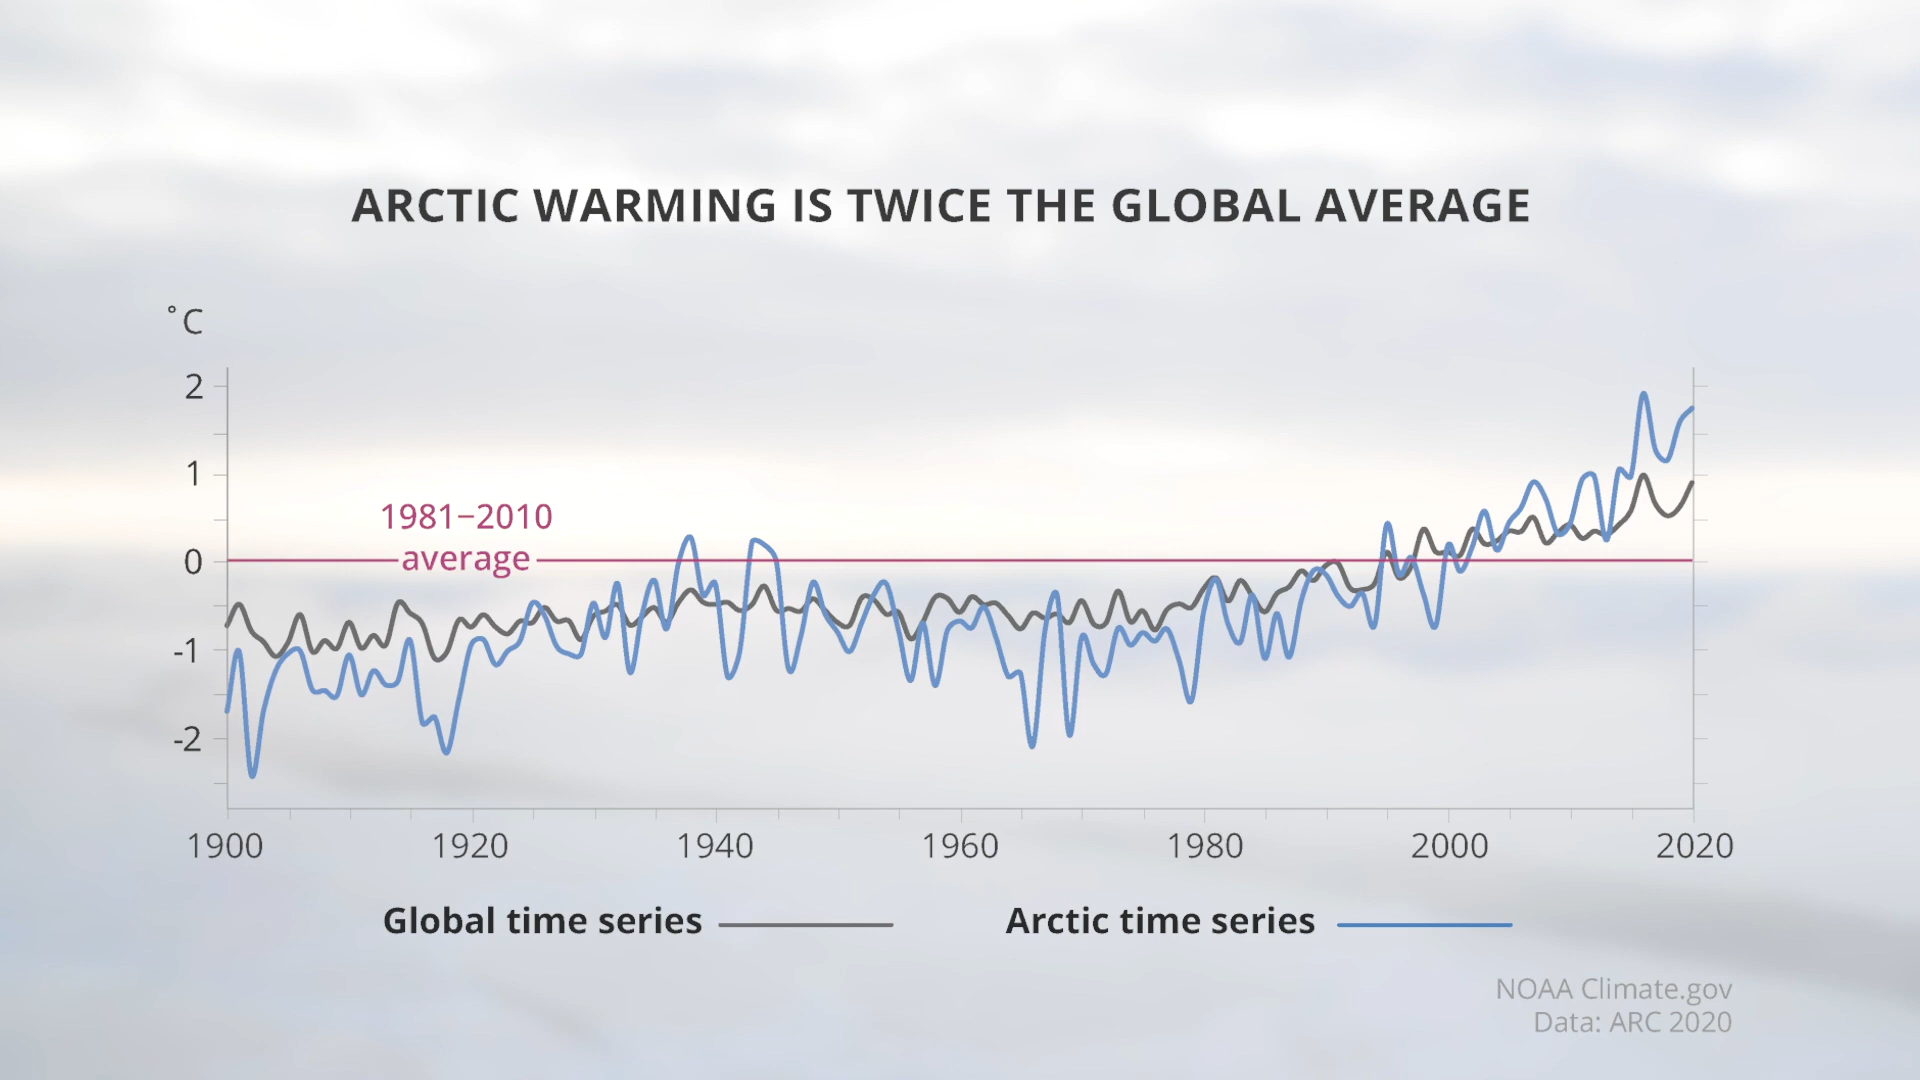 ARCTIC WARMING IS TWICE THE GLOBAL AVERAGE
°C
2
1
0
-1
-2
1981–2010
average
1900 1920 1940 1960 1980 2000 2020
Global time series Arctic time series
NOAA Climate.gov
Data: ARC 2020